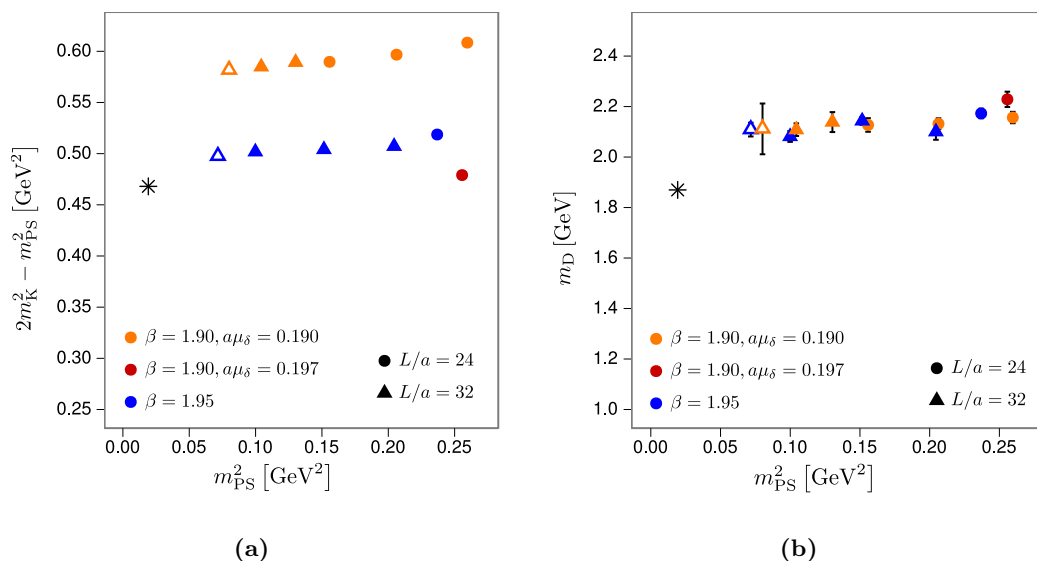 0.60
0.55
0.50
0.45
0.40
0.35
0.30
0.25
2m²_K − m²_PS [GeV²]
β = 1.90, aμ_δ = 0.190
β = 1.90, aμ_δ = 0.197
β = 1.95
L/a = 24
L/a = 32
0.00 0.05 0.10 0.15 0.20 0.25
m²_PS [GeV²]
(a)
2.4
2.2
2.0
1.8
1.6
1.4
1.2
1.0
m_D [GeV]
β = 1.90, aμ_δ = 0.190
β = 1.90, aμ_δ = 0.197
β = 1.95
L/a = 24
L/a = 32
0.00 0.05 0.10 0.15 0.20 0.25
m²_PS [GeV²]
(b)